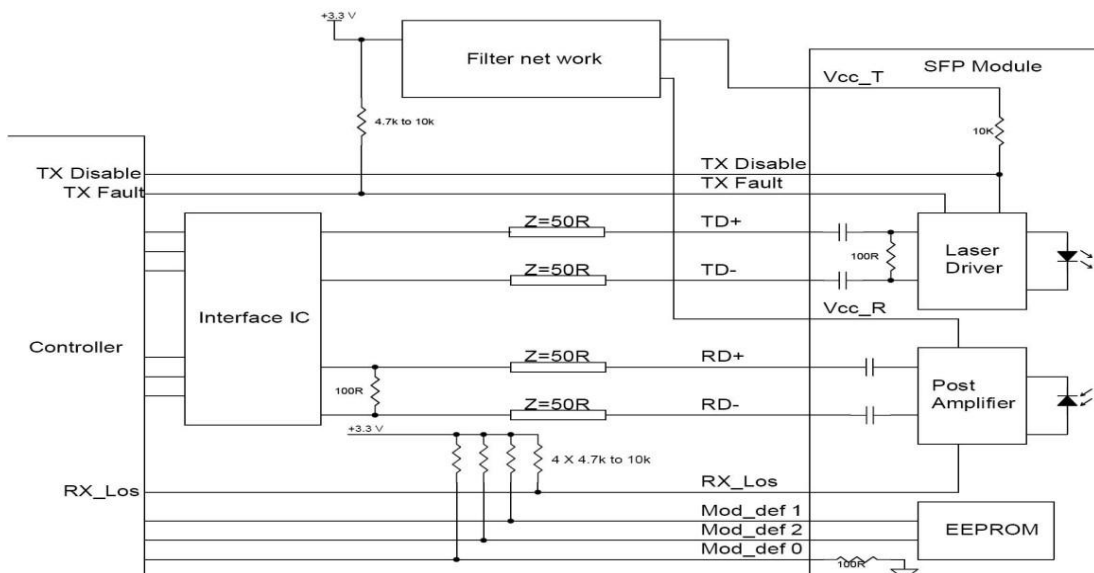 +3.3 V
Filter net work
SFP Module
Vcc_T
4.7k to 10k
10K
TX Disable
TX Disable
TX Fault
TX Fault
Z=50R
TD+
100R
Laser
Driver
Z=50R
TD-
Interface IC
Vcc_R
Controller
Z=50R
RD+
100R
Post
Amplifier
Z=50R
RD-
+3.3 V
4 X 4.7k to 10k
RX_Los
RX_Los
Mod_def 1
EEPROM
Mod_def 2
Mod_def 0
100R